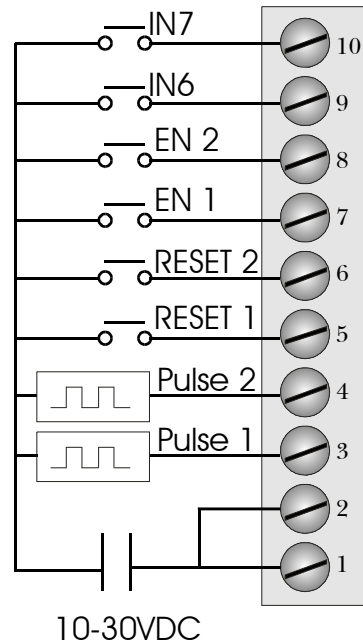 IN7 10
IN6 9
EN 2 8
EN 1 7
RESET 2 6
RESET 1 5
Pulse 2 4
Pulse 1 3
2
1
10-30VDC